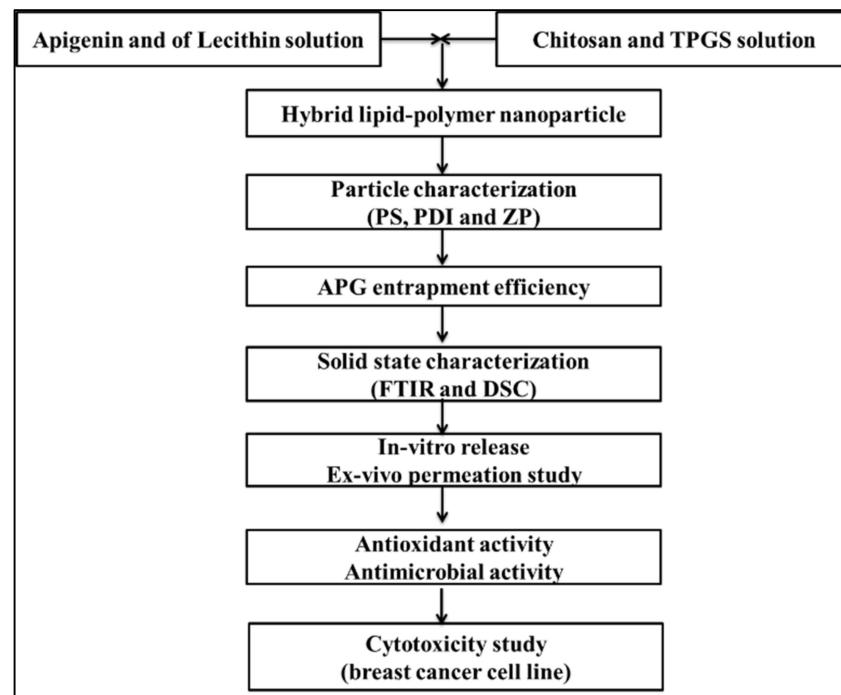 Apigenin and of Lecithin solution
Chitosan and TPGS solution
Hybrid lipid-polymer nanoparticle
Particle characterization
(PS, PDI and ZP)
APG entrapment efficiency
Solid state characterization
(FTIR and DSC)
In-vitro release
Ex-vivo permeation study
Antioxidant activity
Antimicrobial activity
Cytotoxicity study
(breast cancer cell line)